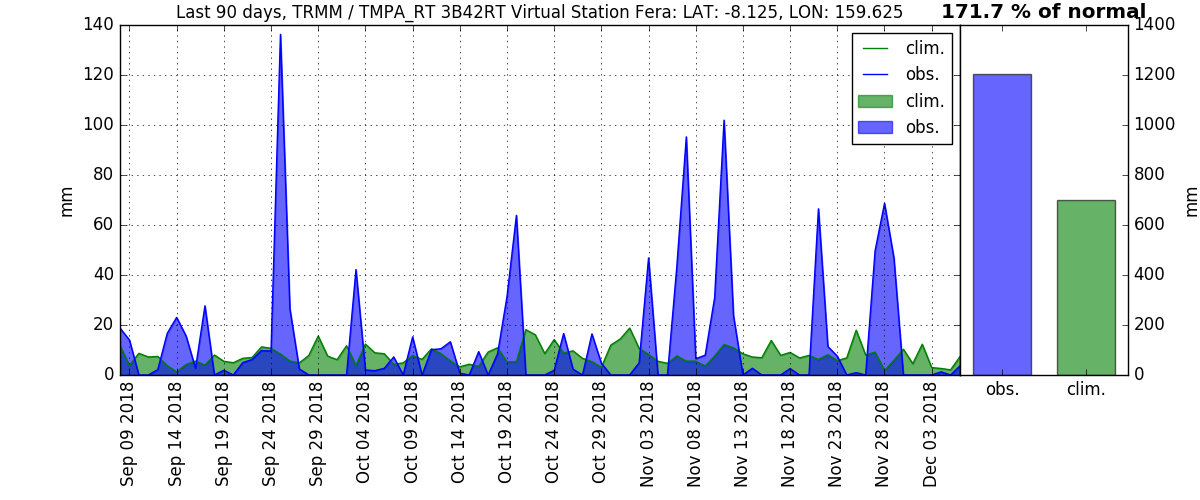 Last 90 days, TRMM / TMPA_RT 3B42RT Virtual Station Fera: LAT: -8.125, LON: 159.625
171.7 % of normal
mm
140
120
100
80
60
40
20
0
clim.
obs.
clim.
obs.
Sep 09 2018
Sep 14 2018
Sep 19 2018
Sep 24 2018
Sep 29 2018
Oct 04 2018
Oct 09 2018
Oct 14 2018
Oct 19 2018
Oct 24 2018
Oct 29 2018
Nov 03 2018
Nov 08 2018
Nov 13 2018
Nov 18 2018
Nov 23 2018
Nov 28 2018
Dec 03 2018
obs.
clim.
1400
1200
1000
800
600
400
200
0
mm